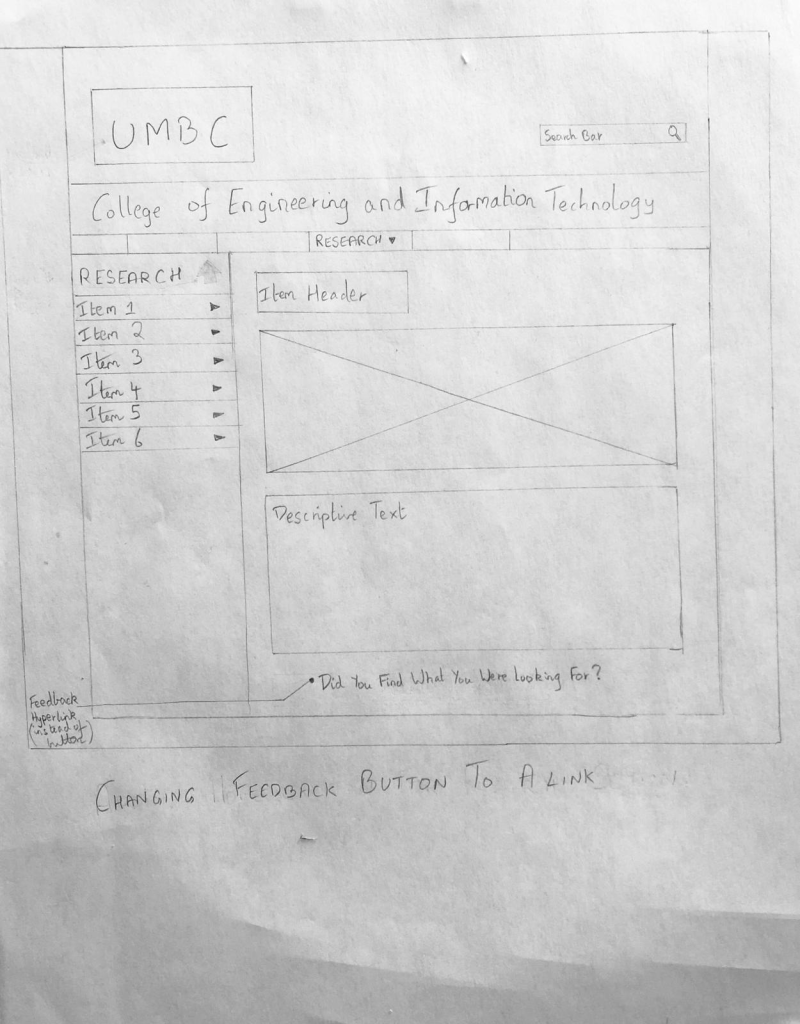 UMBC
Search Bar
College of Engineering and Information Technology
RESEARCH
RESEARCH
Item 1
Item 2
Item 3
Item 4
Item 5
Item 6
Item Header
Descriptive Text
Did You Find What You Were Looking For?
Feedback
Hyperlink
(instead of
button)
CHANGING FEEDBACK BUTTON TO A LINK